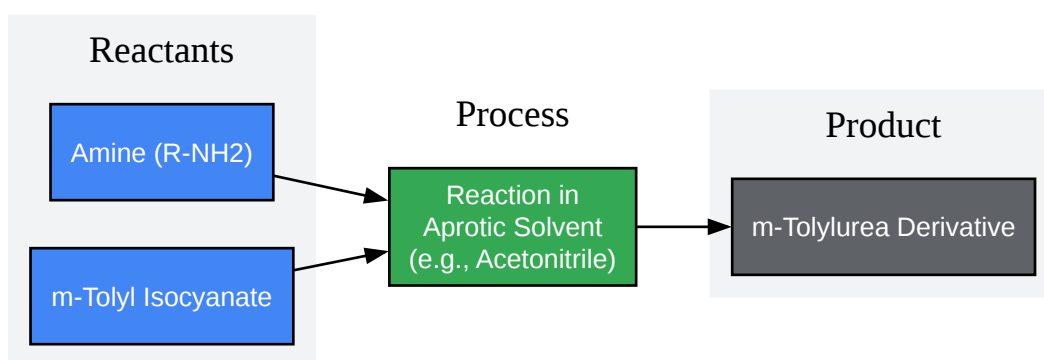 Reactants
Amine (R-NH2)
m-Tolyl Isocyanate
Process
Reaction in
Aprotic Solvent
(e.g., Acetonitrile)
Product
m-Tolylurea Derivative